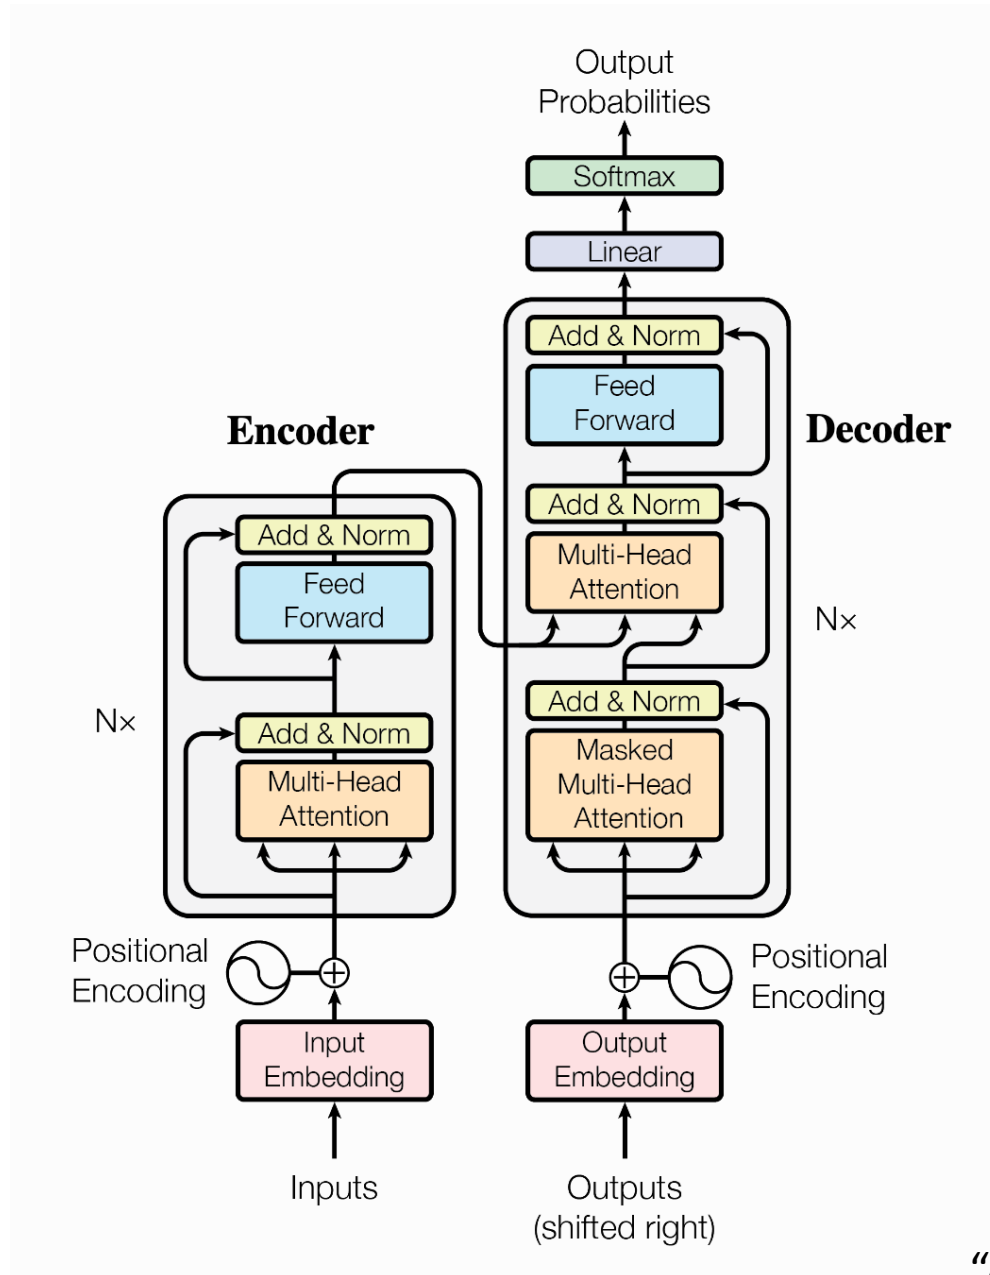 Output
Probabilities
Softmax
Linear
Add & Norm
Feed
Forward
Add & Norm
Multi-Head
Attention
Add & Norm
Masked
Multi-Head
Attention
Decoder
N×
Encoder
Add & Norm
Feed
Forward
Add & Norm
Multi-Head
Attention
N×
Positional
Encoding
Positional
Encoding
Input
Embedding
Output
Embedding
Inputs
Outputs
(shifted right)
“